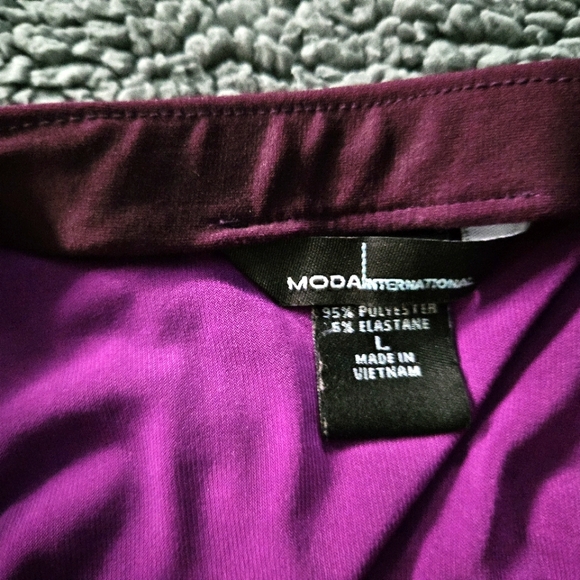 MODA INTERNATIONAL
95% POLYESTER
5% ELASTANE
L
MADE IN
VIETNAM